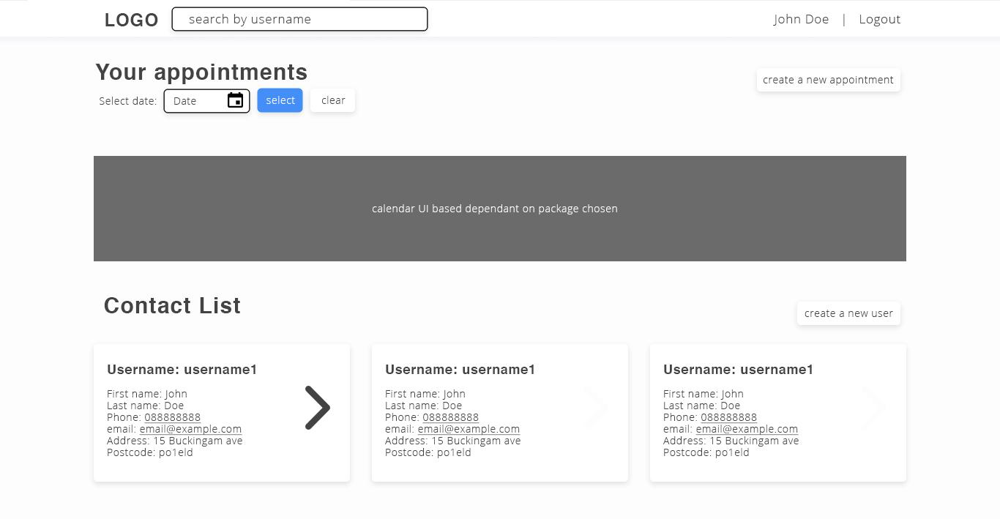 LOGO
search by username
John Doe | Logout
Your appointments
create a new appointment
Select date:
Date
select
clear
calendar UI based dependant on package chosen
Contact List
create a new user
Username: username1
First name: John
Last name: Doe
Phone: 088888888
email: email@example.com
Address: 15 Buckingam ave
Postcode: po1eld
Username: username1
First name: John
Last name: Doe
Phone: 088888888
email: email@example.com
Address: 15 Buckingam ave
Postcode: po1eld
Username: username1
First name: John
Last name: Doe
Phone: 088888888
email: email@example.com
Address: 15 Buckingam ave
Postcode: po1eld